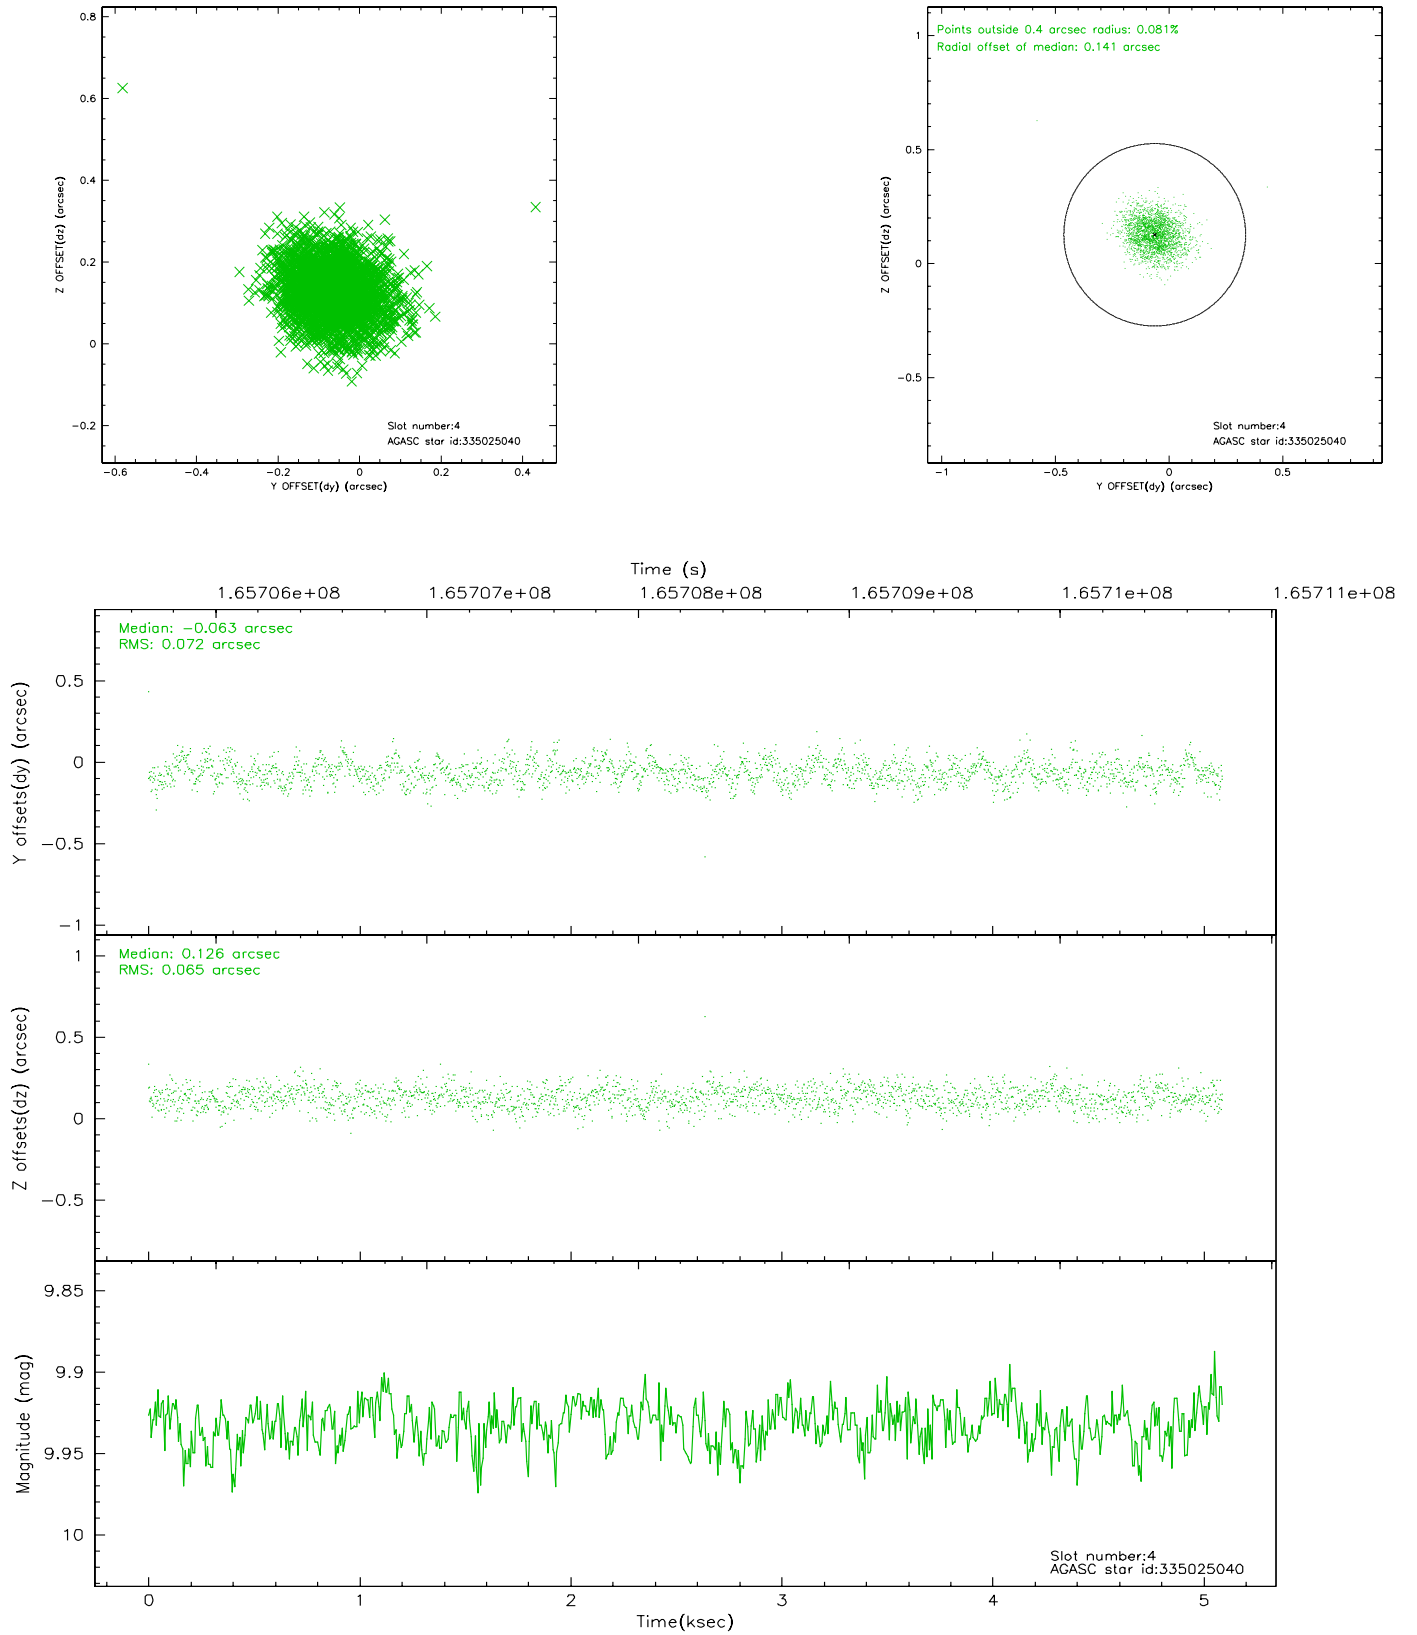 0.8
0.6
0.4
0.2
0
−0.2
−0.6
−0.4
−0.2
0
0.2
0.4
Z OFFSET(dz) (arcsec)
Y OFFSET(dy) (arcsec)
Slot number:4
AGASC star id:335025040
Points outside 0.4 arcsec radius: 0.081%
Radial offset of median: 0.141 arcsec
1
0.5
0
−0.5
−1
−0.5
0
0.5
Z OFFSET(dz) (arcsec)
Y OFFSET(dy) (arcsec)
Slot number:4
AGASC star id:335025040
Time (s)
1.65706e+08
1.65707e+08
1.65708e+08
1.65709e+08
1.6571e+08
1.65711e+08
Median: −0.063 arcsec
RMS: 0.072 arcsec
0.5
0
−0.5
−1
Y offsets(dy) (arcsec)
Median: 0.126 arcsec
RMS: 0.065 arcsec
1
0.5
0
−0.5
Z offsets(dz) (arcsec)
9.85
9.9
9.95
10
Magnitude (mag)
Slot number:4
AGASC star id:335025040
0
1
2
3
4
5
Time(ksec)